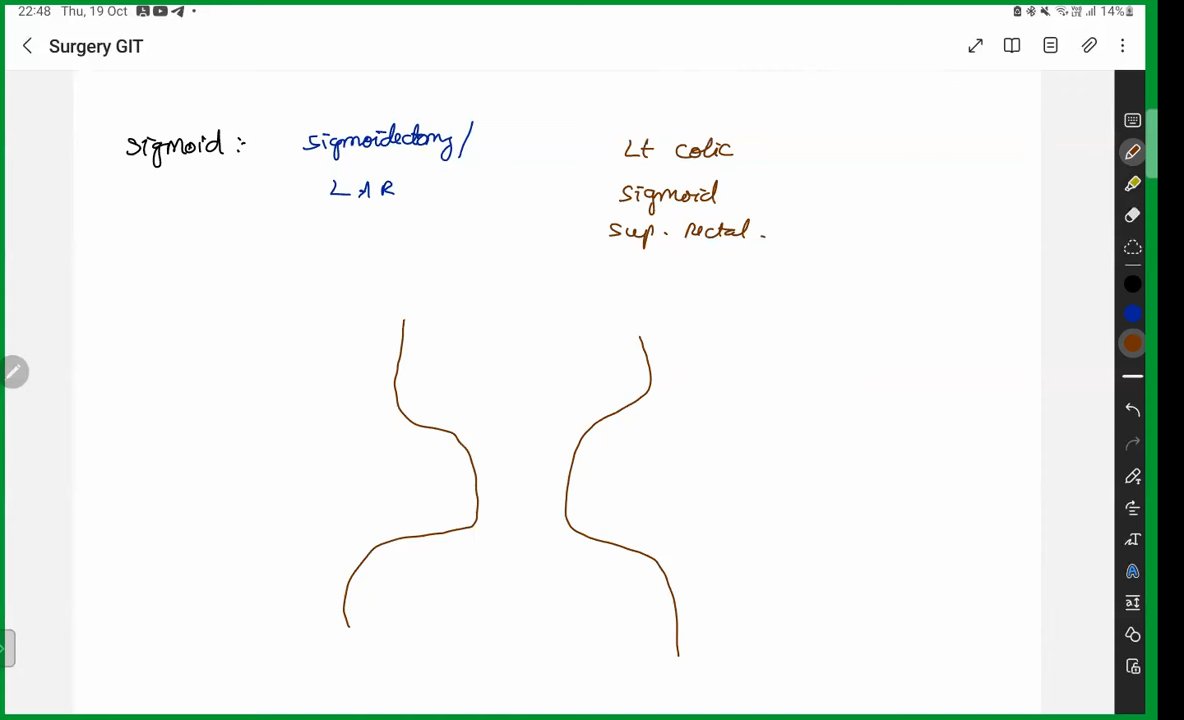 22:48 Thu, 19 Oct
14%
Surgery GIT
Sigmoid :- Sigmoidectomy / Lt colic
LAR Sigmoid
Sup. Rectal .